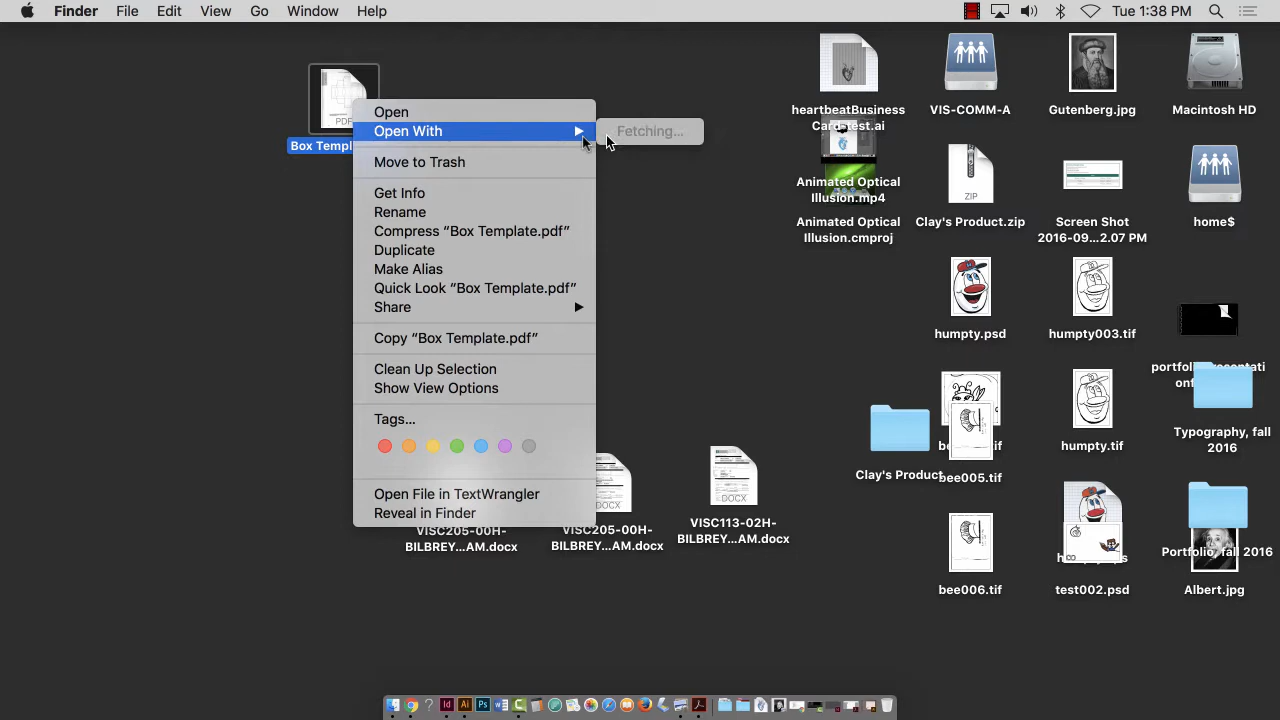 Finder File Edit View Go Window Help
Tue 1:38 PM
PDF
Box Templ
Open
Open With
Fetching...
Move to Trash
Get Info
Rename
Compress “Box Template.pdf”
Duplicate
Make Alias
Quick Look “Box Template.pdf”
Share
Copy “Box Template.pdf”
Clean Up Selection
Show View Options
Tags...
Open File in TextWrangler
Reveal in Finder
VISC205-00H-
BILBREY...AM.docx
VISC205-00H-
BILBREY...AM.docx
DOCX
VISC113-02H-
BILBREY...AM.docx
heartbeatBusiness
Card-test.ai
Animated Optical
Illusion.mp4
Animated Optical
Illusion.cmproj
VIS-COMM-A
ZIP
Clay's Product.zip
humpty.psd
Clay's Product
bee005.tif
bee006.tif
Gutenberg.jpg
Screen Shot
2016-09...2.07 PM
humpty003.tif
humpty.tif
test002.psd
Macintosh HD
home$
Typography, fall
2016
Portfolio, fall 2016
Albert.jpg
Id Ai Ps W